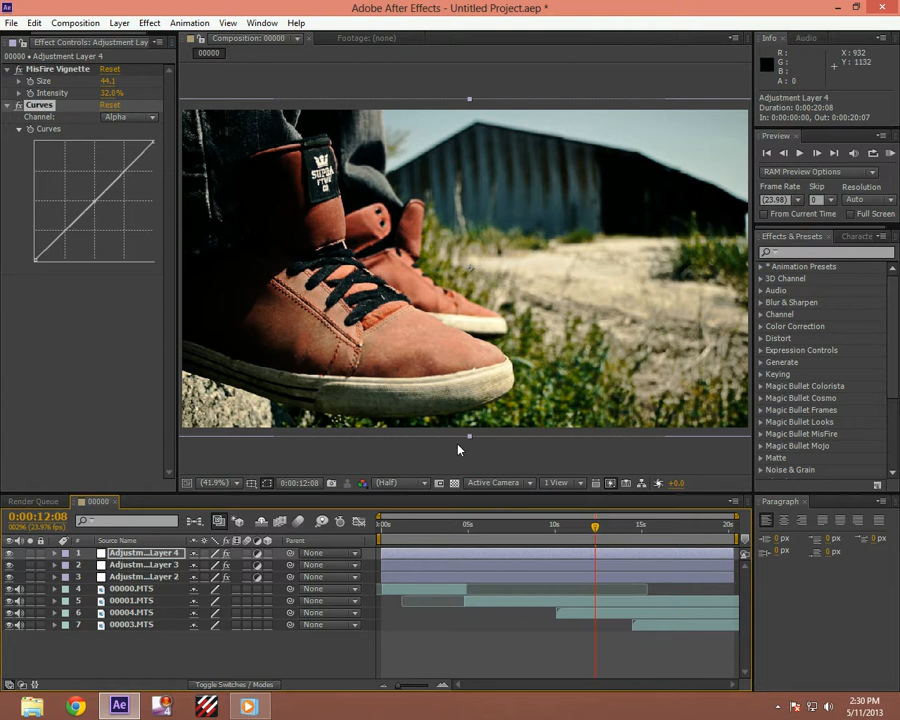 Adobe After Effects - Untitled Project.aep *
File Edit Composition Layer Effect Animation View Window Help
Effect Controls: Adjustment Lay
Composition: 00000
Footage: (none)
Info Audio
00000 • Adjustment Layer 4
00000
MisFire Vignette Reset
Size 44.1
Intensity 32.0%
Curves Reset
Channel: Alpha
Curves
R :
G :
B :
A : 0
X : 932
Y : 1132
Adjustment Layer 4
Duration: 0:00:20:08
In: 0:00:00:00, Out: 0:00:20:07
Preview
RAM Preview Options
Frame Rate Skip Resolution
(23.98) 0 Auto
From Current Time Full Screen
Effects & Presets Characte
* Animation Presets
3D Channel
Audio
Blur & Sharpen
Channel
Color Correction
Distort
Expression Controls
Generate
Keying
Magic Bullet Colorista
Magic Bullet Cosmo
Magic Bullet Frames
Magic Bullet Looks
Magic Bullet MisFire
Magic Bullet Mojo
Matte
Noise & Grain
SUPRA
FTWR
CO
(41.9%) 0:00:12:08 (Half) Active Camera 1 View +0.0
Render Queue 00000
0:00:12:08
00296 (23.976 fps)
# Source Name Parent
:00s 05s 10s 15s 20s
1 Adjustm...Layer 4 fx None
2 Adjustm...Layer 3 fx None
3 Adjustm...Layer 2 fx None
4 00000.MTS None
5 00001.MTS None
6 00004.MTS None
7 00003.MTS None
Paragraph
0 px 0 px 0 px
0 px 0 px
Toggle Switches / Modes
Ae
2:30 PM
5/11/2013